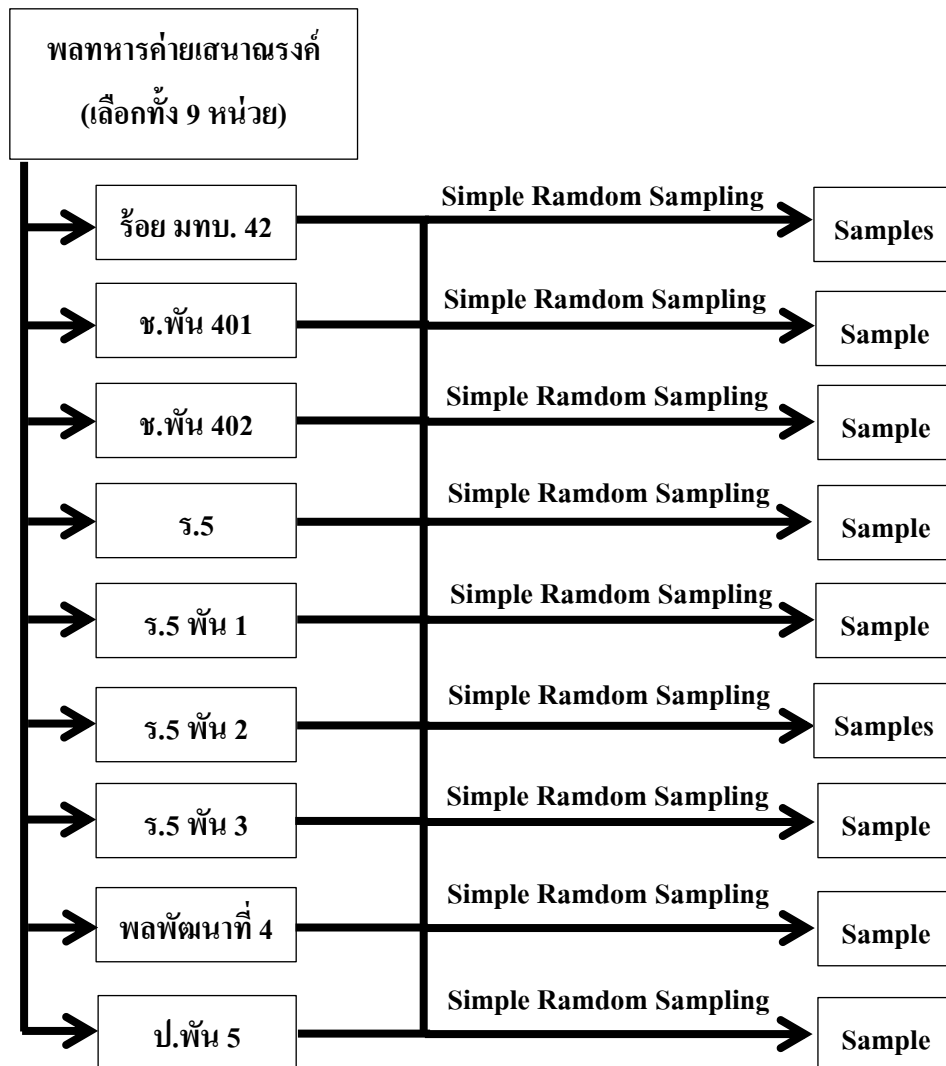 พลทหารค่ายเสนาณรงค์
(เลือกทั้ง 9 หน่วย)
ร้อย มทบ. 42
Simple Ramdom Sampling
Samples
ช.พัน 401
Simple Ramdom Sampling
Sample
ช.พัน 402
Simple Ramdom Sampling
Sample
ร.5
Simple Ramdom Sampling
Sample
ร.5 พัน 1
Simple Ramdom Sampling
Sample
ร.5 พัน 2
Simple Ramdom Sampling
Samples
ร.5 พัน 3
Simple Ramdom Sampling
Sample
พลพัฒนาที่ 4
Simple Ramdom Sampling
Sample
ป.พัน 5
Simple Ramdom Sampling
Sample